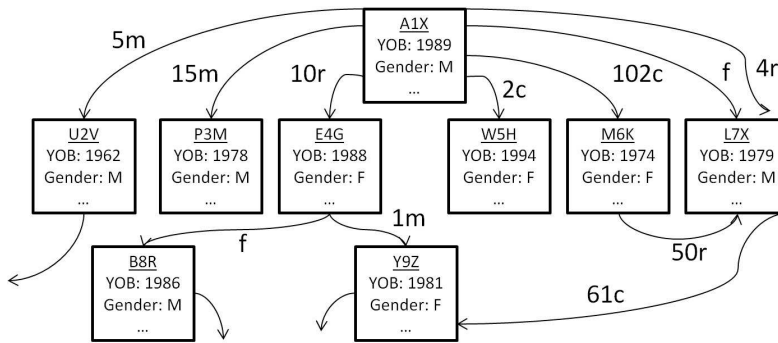 A1X
YOB: 1989
Gender: M
...
5m
15m
10r
2c
102c
f
4r
U2V
YOB: 1962
Gender: M
...
P3M
YOB: 1978
Gender: M
...
E4G
YOB: 1988
Gender: F
...
W5H
YOB: 1994
Gender: F
...
M6K
YOB: 1974
Gender: F
...
L7X
YOB: 1979
Gender: M
...
f
1m
50r
61c
B8R
YOB: 1986
Gender: M
...
Y9Z
YOB: 1981
Gender: F
...